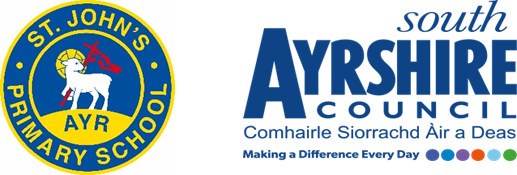 • ST. JOHN'S •
PRIMARY SCHOOL
AYR
south
AYRSHIRE
COUNCIL
Comhairle Siorrachd Àir a Deas
Making a Difference Every Day